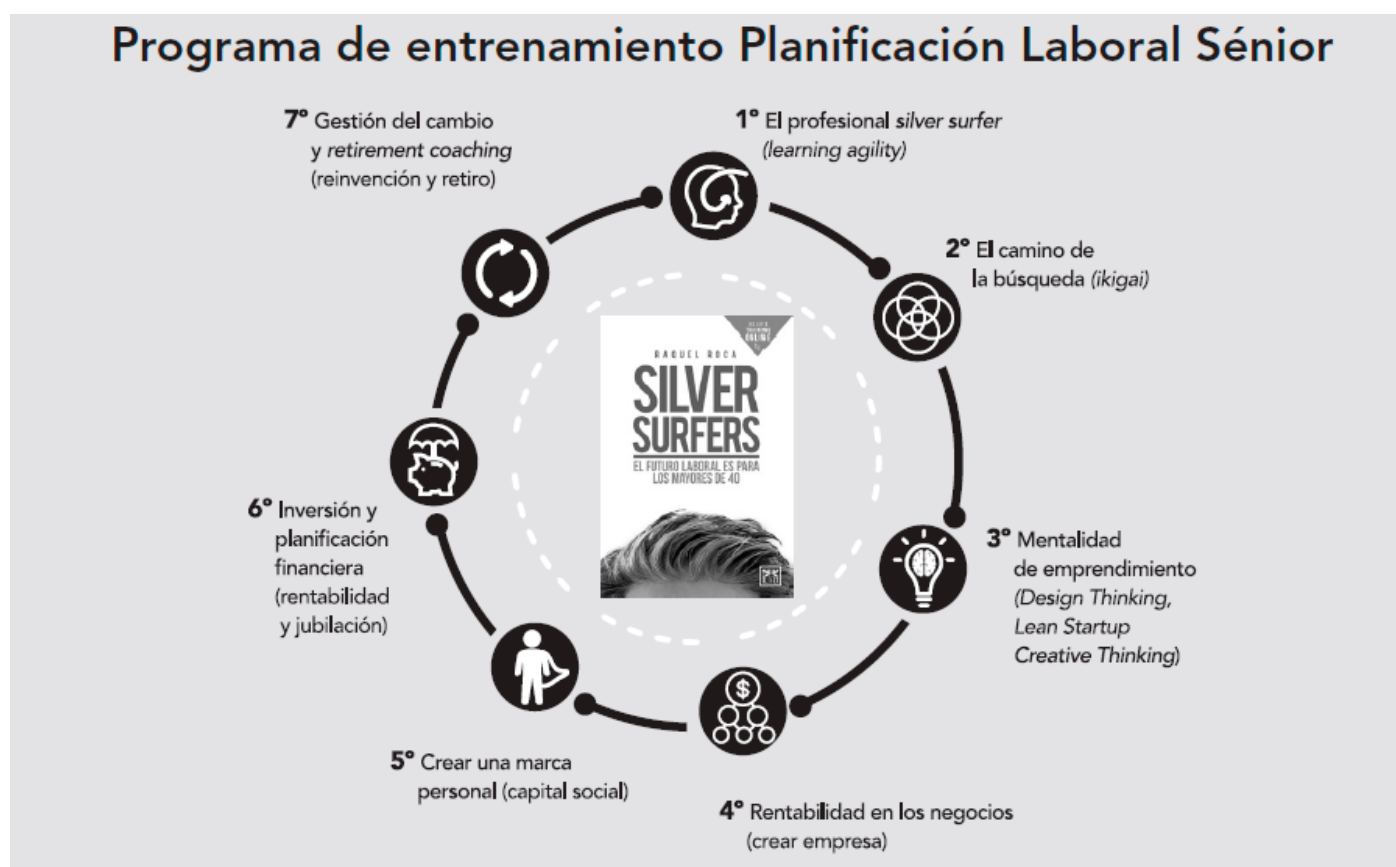 Programa de entrenamiento Planificación Laboral Sénior
1º El profesional silver surfer
(learning agility)
2º El camino de
la búsqueda (ikigai)
3º Mentalidad
de emprendimiento
(Design Thinking,
Lean Startup
Creative Thinking)
4º Rentabilidad en los negocios
(crear empresa)
5º Crear una marca
personal (capital social)
6º Inversión y
planificación
financiera
(rentabilidad
y jubilación)
7º Gestión del cambio
y retirement coaching
(reinvención y retiro)
$
ONLINE
RAQUEL ROCA
SILVER
SURFERS
EL FUTURO LABORAL ES PARA
LOS MAYORES DE 40